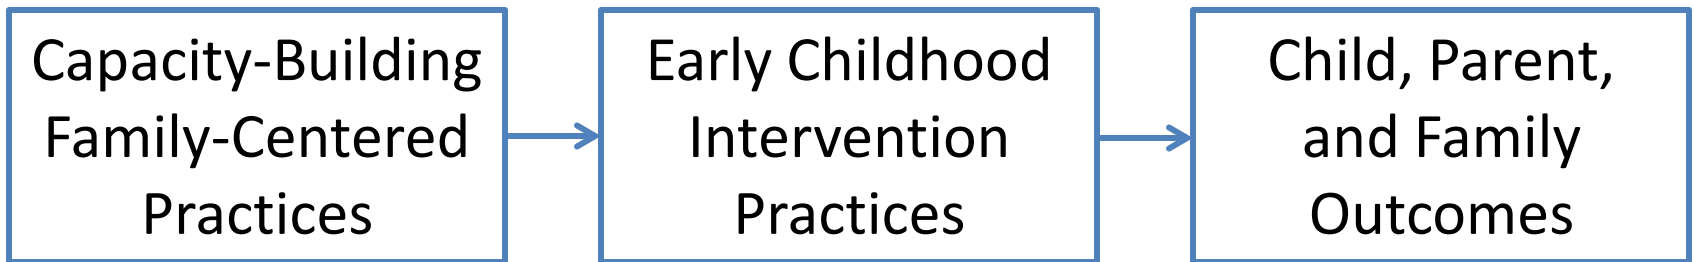 Capacity-Building
Family-Centered
Practices
Early Childhood
Intervention
Practices
Child, Parent,
and Family
Outcomes